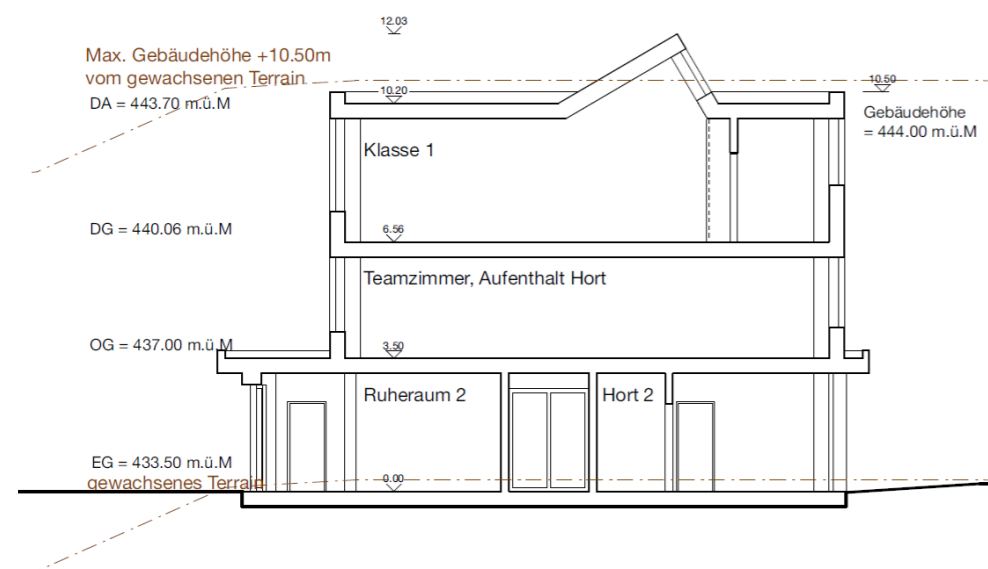 12.03
Max. Gebäudehöhe +10.50m
vom gewachsenen Terrain
10.50
10.20
DA = 443.70 m.ü.M
Gebäudehöhe
= 444.00 m.ü.M
Klasse 1
DG = 440.06 m.ü.M
6.56
Teamzimmer, Aufenthalt Hort
OG = 437.00 m.ü.M
3.50
Ruheraum 2
Hort 2
EG = 433.50 m.ü.M
gewachsenes Terrain
0.00